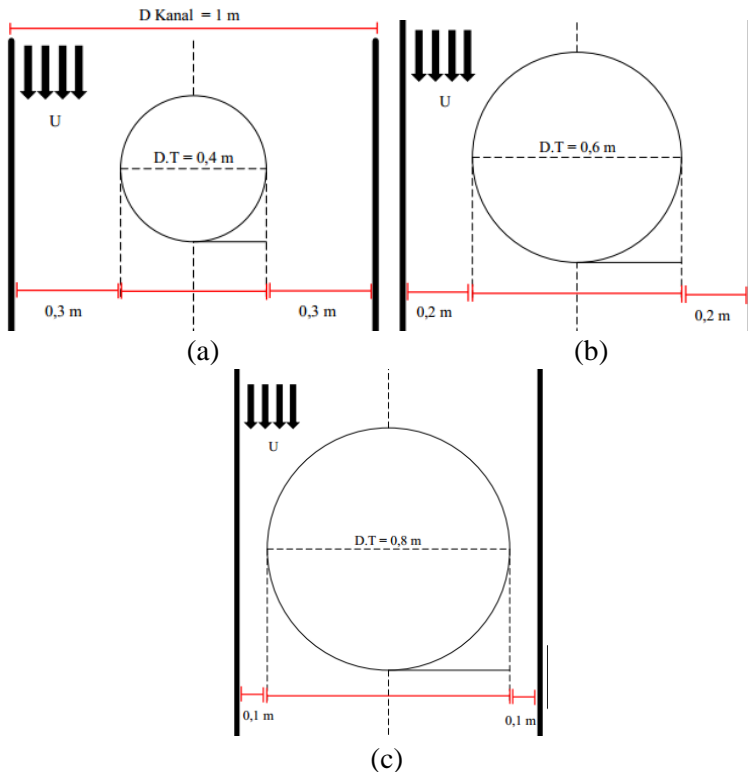 D Kanal = 1 m
U
D.T = 0,4 m
0,3 m
0,3 m
(a)
U
D.T = 0,6 m
0,2 m
0,2 m
(b)
U
D.T = 0,8 m
0,1 m
0,1 m
(c)